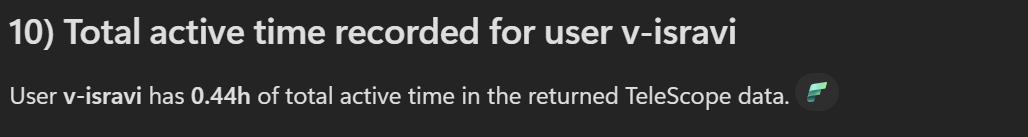 10) Total active time recorded for user v-isravi
User v-isravi has 0.44h of total active time in the returned TeleScope data.